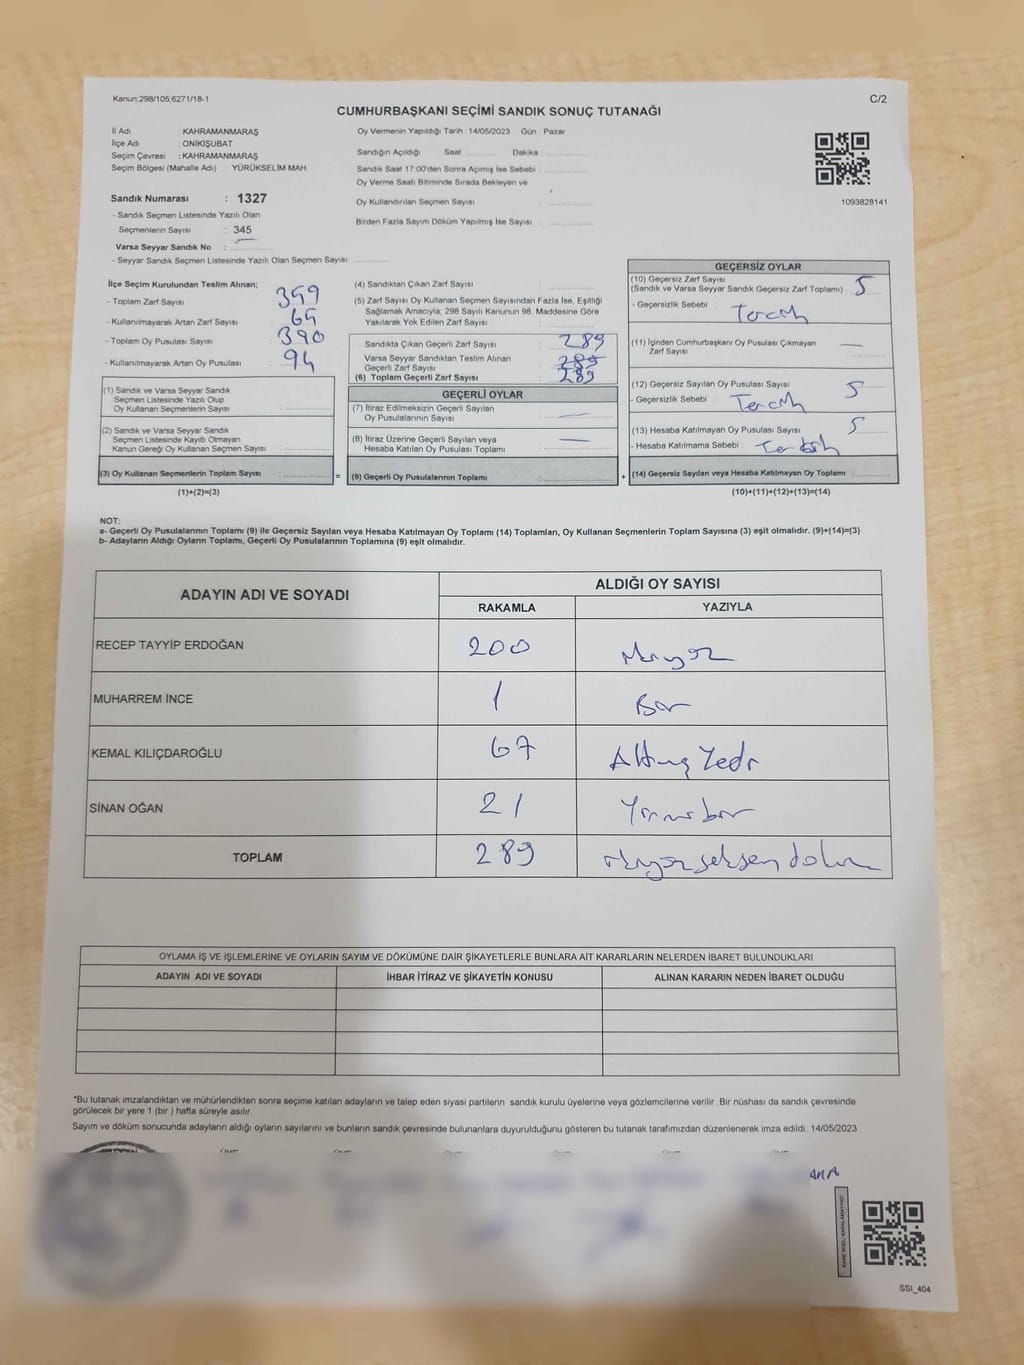 Kanun;298/105;6271/18-1
C/2
CUMHURBAŞKANI SEÇİMİ SANDIK SONUÇ TUTANAĞI
İl Adı : KAHRAMANMARAŞ
İlçe Adı : ONİKİŞUBAT
Seçim Çevresi : KAHRAMANMARAŞ
Seçim Bölgesi (Mahalle Adı) : YÜRÜKSELİM MAH.
Sandık Numarası : 1327
- Sandık Seçmen Listesinde Yazılı Olan
Seçmenlerin Sayısı : 345
Varsa Seyyar Sandık No :
- Seyyar Sandık Seçmen Listesinde Yazılı Olan Seçmen Sayısı:
Oy Vermenin Yapıldığı Tarih : 14/05/2023 Gün : Pazar
Sandığın Açıldığı Saat Dakika
Sandık Saat 17:00'den Sonra Açımış İse Sebebi :
Oy Verme Saati Bitiminde Sırada Bekleyen ve
Oy Kullandırılan Seçmen Sayısı :
Birden Fazla Sayım Döküm Yapılmış İse Sayısı :
1093828141
İlçe Seçim Kurulundan Teslim Alınan;
- Toplam Zarf Sayısı : 359
- Kullanılmayarak Artan Zarf Sayısı : 65
- Toplam Oy Pusulası Sayısı : 390
- Kullanılmayarak Artan Oy Pusulası : 94
(1) Sandık ve Varsa Seyyar Sandık
Seçmen Listesinde Yazılı Olup
Oy Kullanan Seçmenlerin Sayısı :
(2) Sandık ve Varsa Seyyar Sandık
Seçmen Listesinde Kayıtlı Olmayan
Kanun Gereği Oy Kullanan Seçmen Sayısı :
(3) Oy Kullanan Seçmenlerin Toplam Sayısı :
(1)+(2)=(3)
(4) Sandıktan Çıkan Zarf Sayısı :
(5) Zarf Sayısı Oy Kullanan Seçmen Sayısından Fazla İse, Eşitliği
Sağlamak Amacıyla; 298 Sayılı Kanunun 98. Maddesine Göre
Yakılarak Yok Edilen Zarf Sayısı :
Sandıkta Çıkan Geçerli Zarf Sayısı : 289
Varsa Seyyar Sandıktan Teslim Alınan
Geçerli Zarf Sayısı :
(6) Toplam Geçerli Zarf Sayısı : 289
GEÇERLİ OYLAR
(7) İtiraz Edilmeksizin Geçerli Sayılan
Oy Pusulalarının Sayısı : —
(8) İtiraz Üzerine Geçerli Sayılan veya
Hesaba Katılan Oy Pusulası Toplamı : —
= (9) Geçerli Oy Pusulalarının Toplamı :
GEÇERSİZ OYLAR
(10) Geçersiz Zarf Sayısı
(Sandık ve Varsa Seyyar Sandık Geçersiz Zarf Toplamı) : 5
- Geçersizlik Sebebi : Tercih
(11) İçinden Cumhurbaşkanı Oy Pusulası Çıkmayan
Zarf Sayısı : —
(12) Geçersiz Sayılan Oy Pusulası Sayısı : 5
- Geçersizlik Sebebi : Tercih
(13) Hesaba Katılmayan Oy Pusulası Sayısı : 5
- Hesaba Katılmama Sebebi :
+ (14) Geçersiz Sayılan veya Hesaba Katılmayan Oy Toplamı :
(10)+(11)+(12)+(13)=(14)
NOT:
a- Geçerli Oy Pusulalarının Toplamı (9) ile Geçersiz Sayılan veya Hesaba Katılmayan Oy Toplamı (14) Toplamları, Oy Kullanan Seçmenlerin Toplam Sayısına (3) eşit olmalıdır. (9)+(14)=(3)
b- Adayların Aldığı Oyların Toplamı, Geçerli Oy Pusulalarının Toplamına (9) eşit olmalıdır.
ADAYIN ADI VE SOYADI
ALDIĞI OY SAYISI
RAKAMLA YAZIYLA
RECEP TAYYİP ERDOĞAN 200 ikiyüz
MUHARREM İNCE 1 Bir
KEMAL KILIÇDAROĞLU 67 Altmış Yedi
SİNAN OĞAN 21 Yirmi bir
TOPLAM 289 ikiyüz seksen dokuz
OYLAMA İŞ VE İŞLEMLERİNE VE OYLARIN SAYIM VE DÖKÜMÜNE DAİR ŞİKAYETLERLE BUNLARA AİT KARARLARIN NELERDEN İBARET BULUNDUKLARI
ADAYIN ADI VE SOYADI İHBAR İTİRAZ VE ŞİKAYETİN KONUSU ALINAN KARARIN NEDEN İBARET OLDUĞU
*Bu tutanak imzalandıktan ve mühürlendikten sonra seçime katılan adayların ve talep eden siyasi partilerin sandık kurulu üyelerine veya gözlemcilerine verilir .Bir nüshası da sandık çevresinde
görülecek bir yere 1 (bir ) hafta süreyle asılır.
Sayım ve döküm sonucunda adayların aldığı oyların sayılarını ve bunların sandık çevresinde bulunanlara duyurulduğunu gösteren bu tutanak tarafımızdan düzenlenerek imza edildi. 14/05/2023
KARE KODU KARALAMAYINIZ!
SSI_404